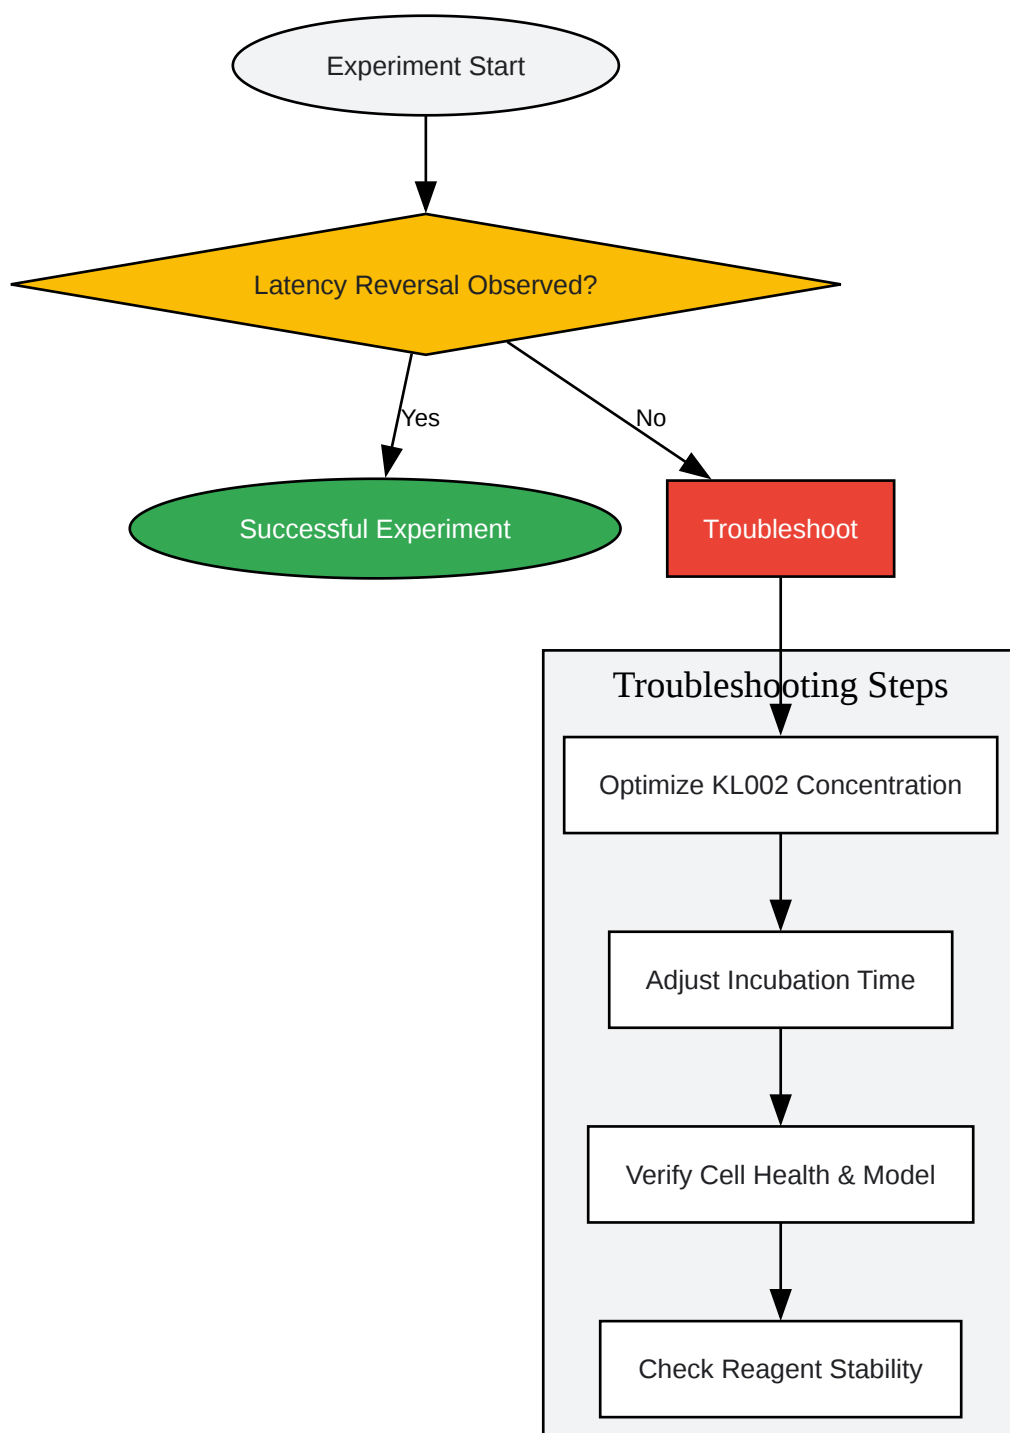 Experiment Start
Latency Reversal Observed?
Yes
No
Successful Experiment
Troubleshoot
Troubleshooting Steps
Optimize KL002 Concentration
Adjust Incubation Time
Verify Cell Health & Model
Check Reagent Stability